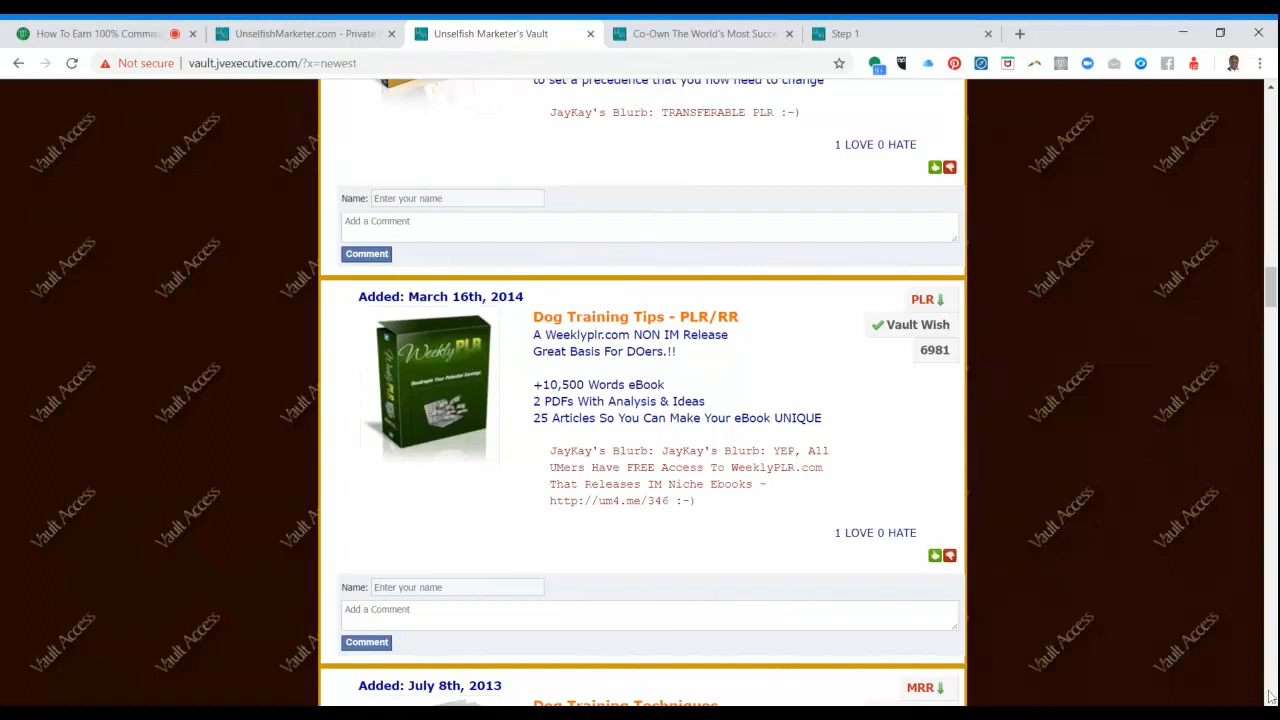 How To Earn 100% Commiss
UnselfishMarketer.com - Private
Unselfish Marketer's Vault
Co-Own The World's Most Succe
Step 1
Not secure
vault.jvexecutive.com/?x=newest
9+
to set a precedence that you now need to change
JayKay's Blurb: TRANSFERABLE PLR :-)
1 LOVE 0 HATE
Name: Enter your name
Add a Comment
Comment
Added: March 16th, 2014
PLR
Dog Training Tips - PLR/RR
Vault Wish
A Weeklyplr.com NON IM Release
Great Basis For DOers.!!
6981
+10,500 Words eBook
2 PDFs With Analysis & Ideas
25 Articles So You Can Make Your eBook UNIQUE
WeeklyPLR
JayKay's Blurb: JayKay's Blurb: YEP, All
UMers Have FREE Access To WeeklyPLR.com
That Releases IM Niche Ebooks ~
http://um4.me/346 :-)
1 LOVE 0 HATE
Name: Enter your name
Add a Comment
Comment
Added: July 8th, 2013
MRR
Dog Training Techniques
Vault Access